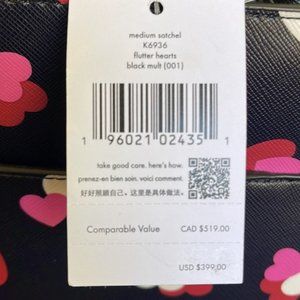 medium satchel
K6936
flutter hearts
black mult (001)
1 96021 02435 1
take good care. here's how.
prenez-en bien soin. voici comment.
好好照顾自己。这里是具体做法。
Comparable Value CAD $519.00
USD $399.00